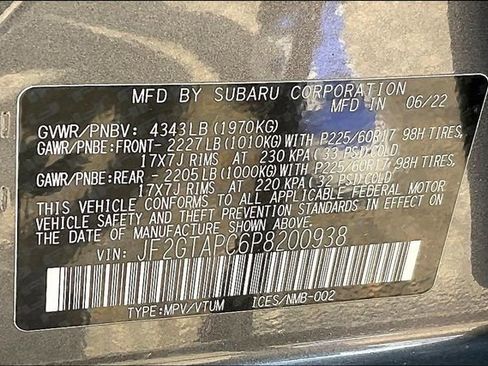 MFD BY SUBARU CORPORATION
MFD IN 06/22
GVWR/PNBV: 4343LB (1970KG)
GAWR/PNBE:FRONT- 2227LB (1010KG) WITH P225/60R17 98H TIRES,
17x7J RIMS AT 230 KPA (33 PSI) COLD
GAWR/PNBE:REAR - 2205LB (1000KG) WITH P225/60R17 98H TIRES,
17x7J RIMS AT 220 KPA (32 PSI) COLD
THIS VEHICLE CONFORMS TO ALL APPLICABLE FEDERAL MOTOR
VEHICLE SAFETY AND THEFT PREVENTION STANDARDS IN EFFECT
ON THE DATE OF MANUFACTURE SHOWN ABOVE.
VIN: JF2GTAPC6P8200938
TYPE:MPV/VTUM ICES/NMB-002